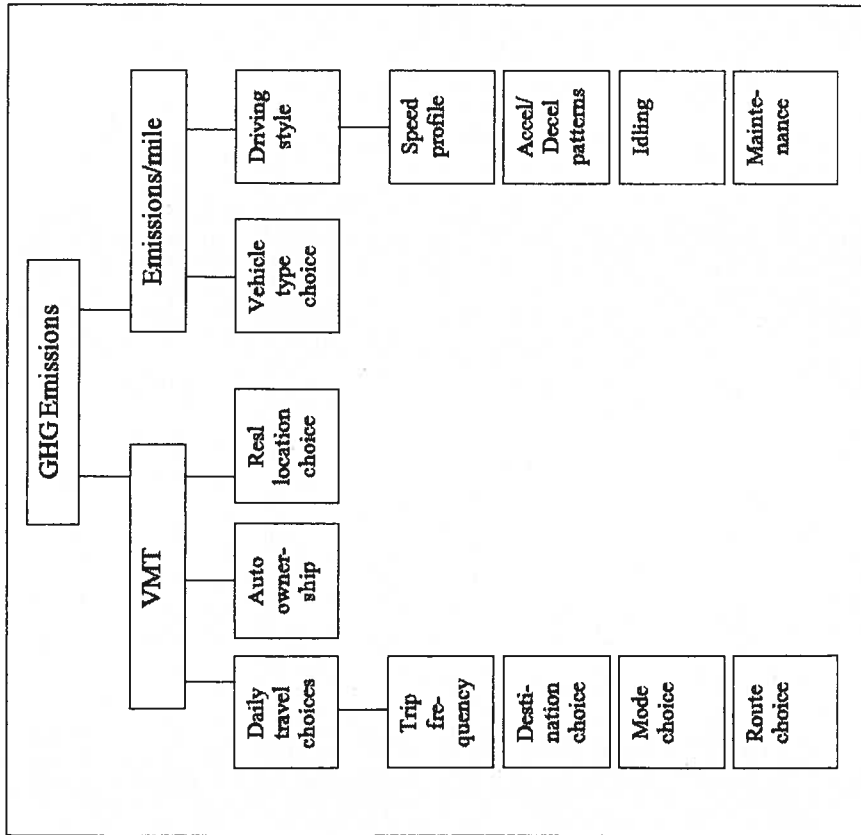 GHG Emissions
VMT
Emissions/mile
Daily
travel
choices
Auto
owner-
ship
Resl
location
choice
Vehicle
type
choice
Driving
style
Trip
fre-
quency
Desti-
nation
choice
Mode
choice
Route
choice
Speed
profile
Accel/
Decel
patterns
Idling
Mainte-
nance